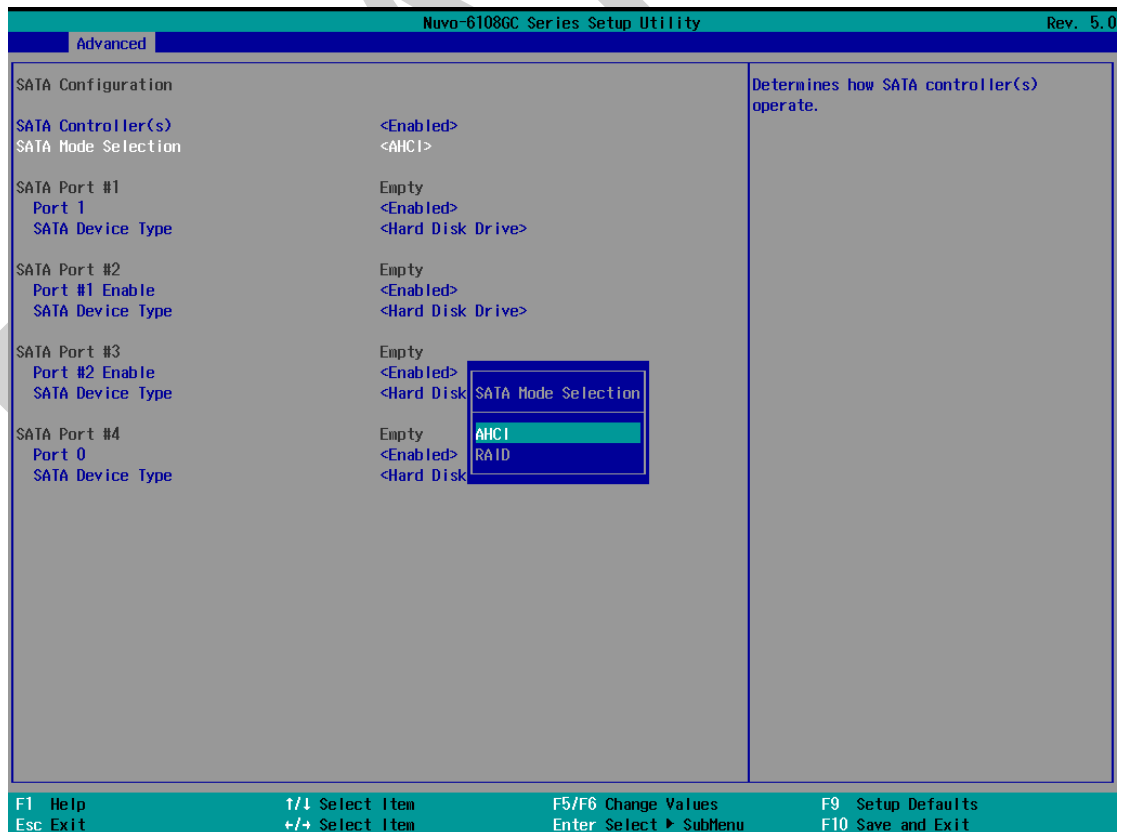 Nuvo-6108GC Series Setup Utility Rev. 5.0
Advanced
SATA Configuration
SATA Controller(s) <Enabled>
SATA Mode Selection <AHCI>
SATA Port #1 Empty
Port 1 <Enabled>
SATA Device Type <Hard Disk Drive>
SATA Port #2 Empty
Port #1 Enable <Enabled>
SATA Device Type <Hard Disk Drive>
SATA Port #3 Empty
Port #2 Enable <Enabled>
SATA Device Type <Hard Disk
SATA Port #4 Empty
Port 0 <Enabled>
SATA Device Type <Hard Disk
SATA Mode Selection
AHCI
RAID
Determines how SATA controller(s)
operate.
F1 Help ↑/↓ Select Item F5/F6 Change Values F9 Setup Defaults
Esc Exit ←/→ Select Item Enter Select ▶ SubMenu F10 Save and Exit